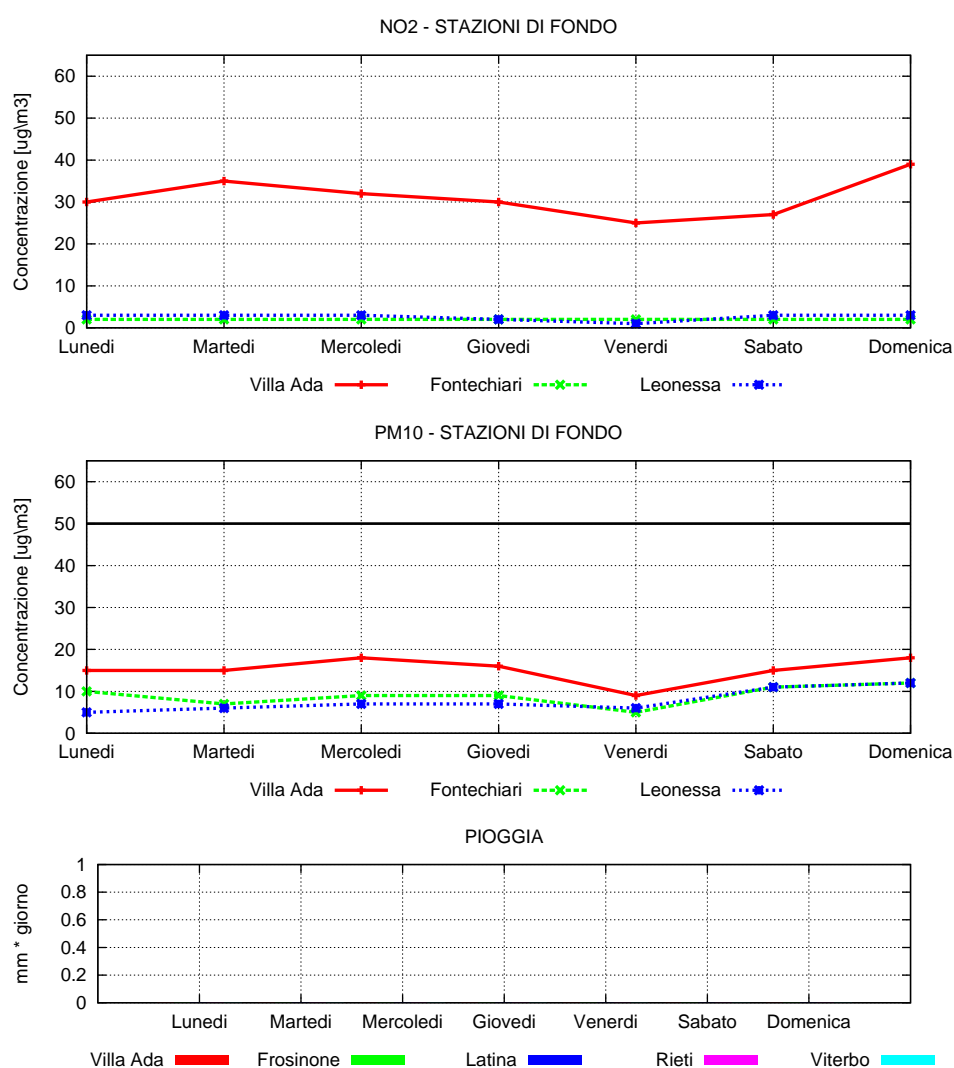 NO2 - STAZIONI DI FONDO
Concentrazione [ug\m3]
60
50
40
30
20
10
0
Lunedi Martedi Mercoledi Giovedi Venerdi Sabato Domenica
Villa Ada Fontechiari Leonessa
PM10 - STAZIONI DI FONDO
Concentrazione [ug\m3]
60
50
40
30
20
10
0
Lunedi Martedi Mercoledi Giovedi Venerdi Sabato Domenica
Villa Ada Fontechiari Leonessa
PIOGGIA
mm * giorno
1
0.8
0.6
0.4
0.2
0
Lunedi Martedi Mercoledi Giovedi Venerdi Sabato Domenica
Villa Ada Frosinone Latina Rieti Viterbo